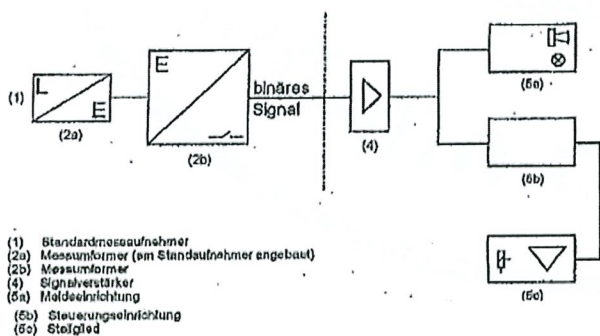 (1)
L
E
(2a)
E
(2b)
binäres
Signal
(4)
(5a)
(5b)
(5c)
(1) Standardmessaufnehmer
(2a) Messumformer (am Standaufnehmer angebaut)
(2b) Messumformer
(4) Signalverstärker
(5a) Meldeeinrichtung
(5b) Steuerungseinrichtung
(5c) Stellglied